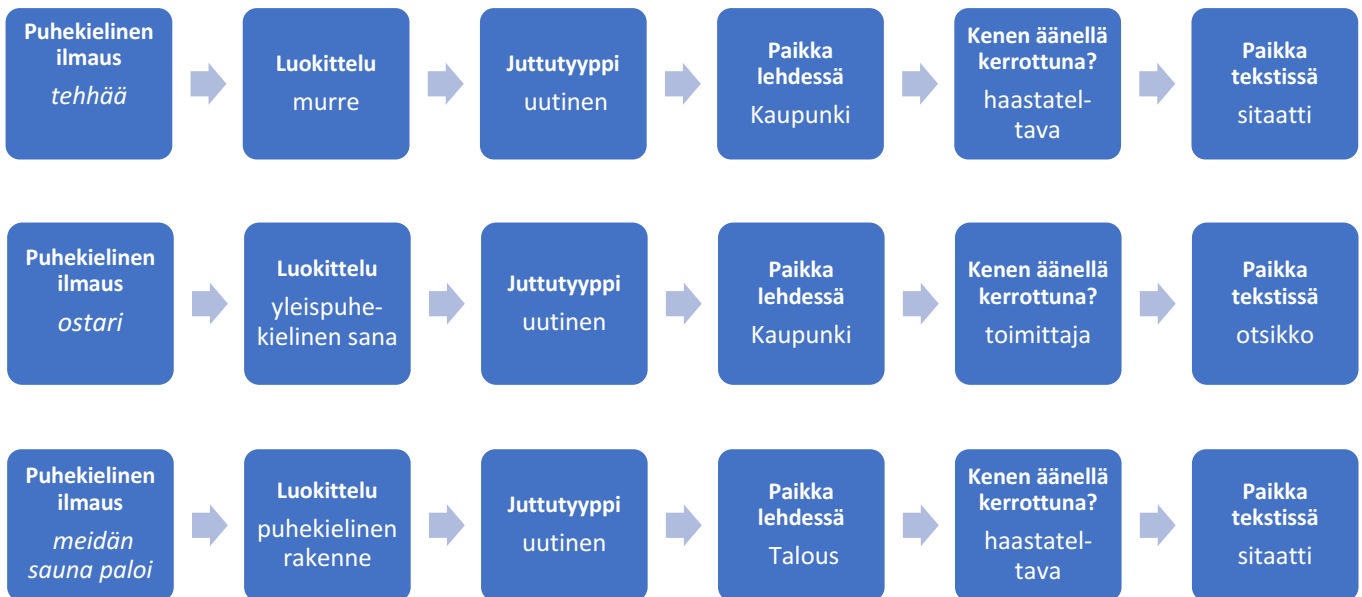 Puhekielinen
ilmaus
tehhää
Luokittelu
murre
Juttutyyppi
uutinen
Paikka
lehdessä
Kaupunki
Kenen äänellä
kerrottuna?
haastatel-
tava
Paikka
tekstissä
sitaatti
Puhekielinen
ilmaus
ostari
Luokittelu
yleispuhe-
kielinen sana
Juttutyyppi
uutinen
Paikka
lehdessä
Kaupunki
Kenen äänellä
kerrottuna?
toimittaja
Paikka
tekstissä
otsikko
Puhekielinen
ilmaus
meidän
sauna paloi
Luokittelu
puhekielinen
rakenne
Juttutyyppi
uutinen
Paikka
lehdessä
Talous
Kenen äänellä
kerrottuna?
haastatel-
tava
Paikka
tekstissä
sitaatti